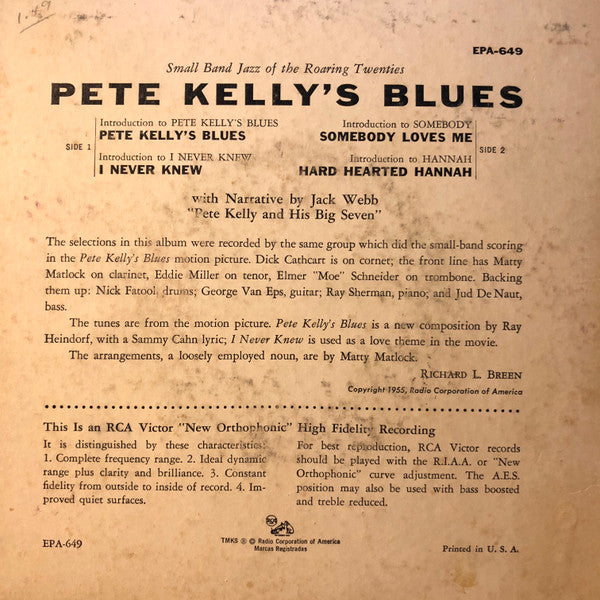 EPA-649
Small Band Jazz of the Roaring Twenties
PETE KELLY'S BLUES
SIDE 1
Introduction to PETE KELLY'S BLUES
PETE KELLY'S BLUES
Introduction to I NEVER KNEW
I NEVER KNEW
Introduction to SOMEBODY
SOMEBODY LOVES ME
Introduction to HANNAH
HARD HEARTED HANNAH
SIDE 2
with Narrative by Jack Webb
"Pete Kelly and His Big Seven"
The selections in this album were recorded by the same group which did the small-band scoring
in the Pete Kelly's Blues motion picture. Dick Cathcart is on cornet; the front line has Matty
Matlock on clarinet, Eddie Miller on tenor, Elmer "Moe" Schneider on trombone. Backing
them up: Nick Fatool, drums; George Van Eps, guitar; Ray Sherman, piano; and Jud De Naut,
bass.
The tunes are from the motion picture. Pete Kelly's Blues is a new composition by Ray
Heindorf, with a Sammy Cahn lyric; I Never Knew is used as a love theme in the movie.
The arrangements, a loosely employed noun, are by Matty Matlock.
RICHARD L. BREEN
Copyright 1955, Radio Corporation of America
This Is an RCA Victor "New Orthophonic" High Fidelity Recording
It is distinguished by these characteristics:
1. Complete frequency range. 2. Ideal dynamic
range plus clarity and brilliance. 3. Constant
fidelity from outside to inside of record. 4. Im-
proved quiet surfaces.
For best reproduction, RCA Victor records
should be played with the R.I.A.A. or "New
Orthophonic" curve adjustment. The A.E.S.
position may also be used with bass boosted
and treble reduced.
RCA
EPA-649
TMKS ® © Radio Corporation of America
Marcas Registradas
Printed in U. S. A.